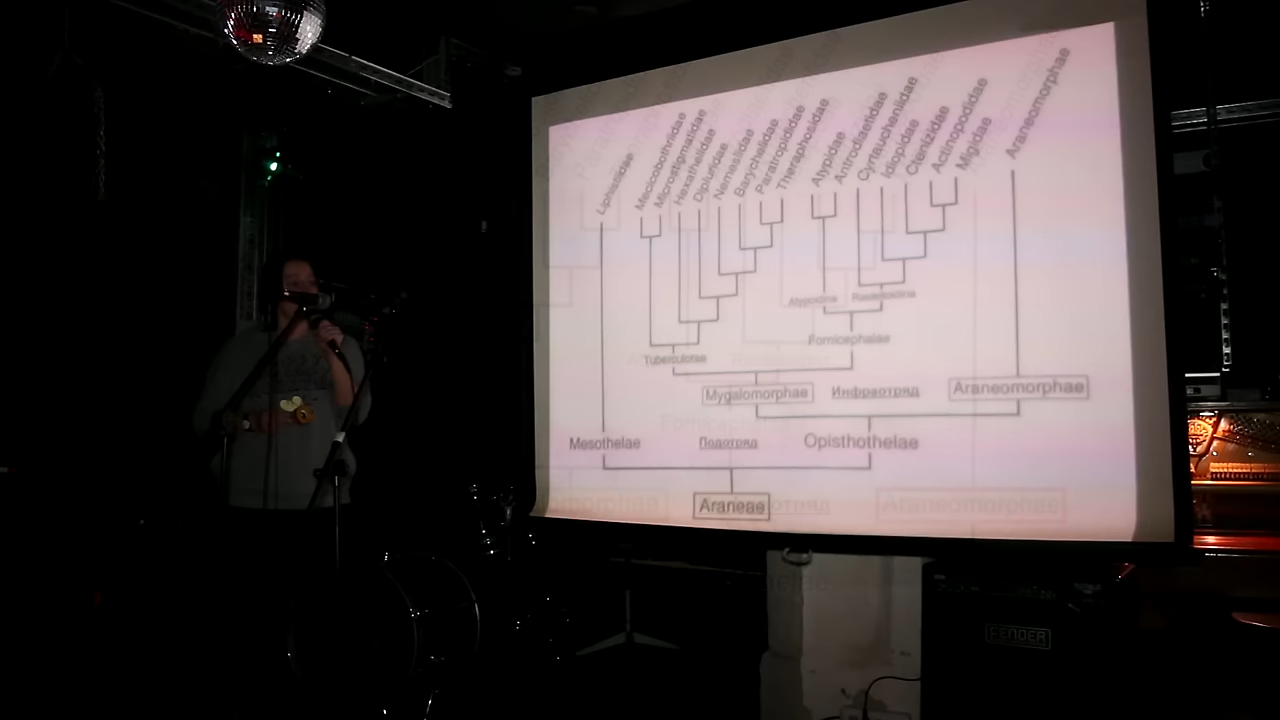 Liphistiidae
Mecicobothriidae
Microstigmatidae
Hexathelidae
Dipluridae
Nemesiidae
Barychelidae
Paratropididae
Theraphosidae
Atypidae
Antrodiaetidae
Cyrtaucheniidae
Idiopidae
Ctenizidae
Actinopodidae
Migidae
Araneomorphae
Atypoidina
Rastelloidina
Fornicephalae
Tuberculotae
Mygalomorphae
Инфраотряд
Araneomorphae
Mesothelae
Подотряд
Opisthothelae
Araneae
FENDER